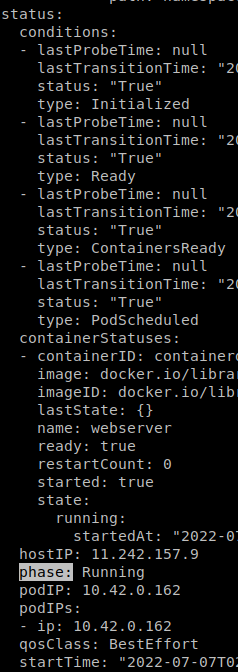 status:
  conditions:
  - lastProbeTime: null
    lastTransitionTime: "20
    status: "True"
    type: Initialized
  - lastProbeTime: null
    lastTransitionTime: "20
    status: "True"
    type: Ready
  - lastProbeTime: null
    lastTransitionTime: "20
    status: "True"
    type: ContainersReady
  - lastProbeTime: null
    lastTransitionTime: "20
    status: "True"
    type: PodScheduled
  containerStatuses:
  - containerID: container
    image: docker.io/libra
    imageID: docker.io/lib
    lastState: {}
    name: webserver
    ready: true
    restartCount: 0
    started: true
    state:
      running:
        startedAt: "2022-07
  hostIP: 11.242.157.9
  phase: Running
  podIP: 10.42.0.162
  podIPs:
  - ip: 10.42.0.162
  qosClass: BestEffort
  startTime: "2022-07-07T0